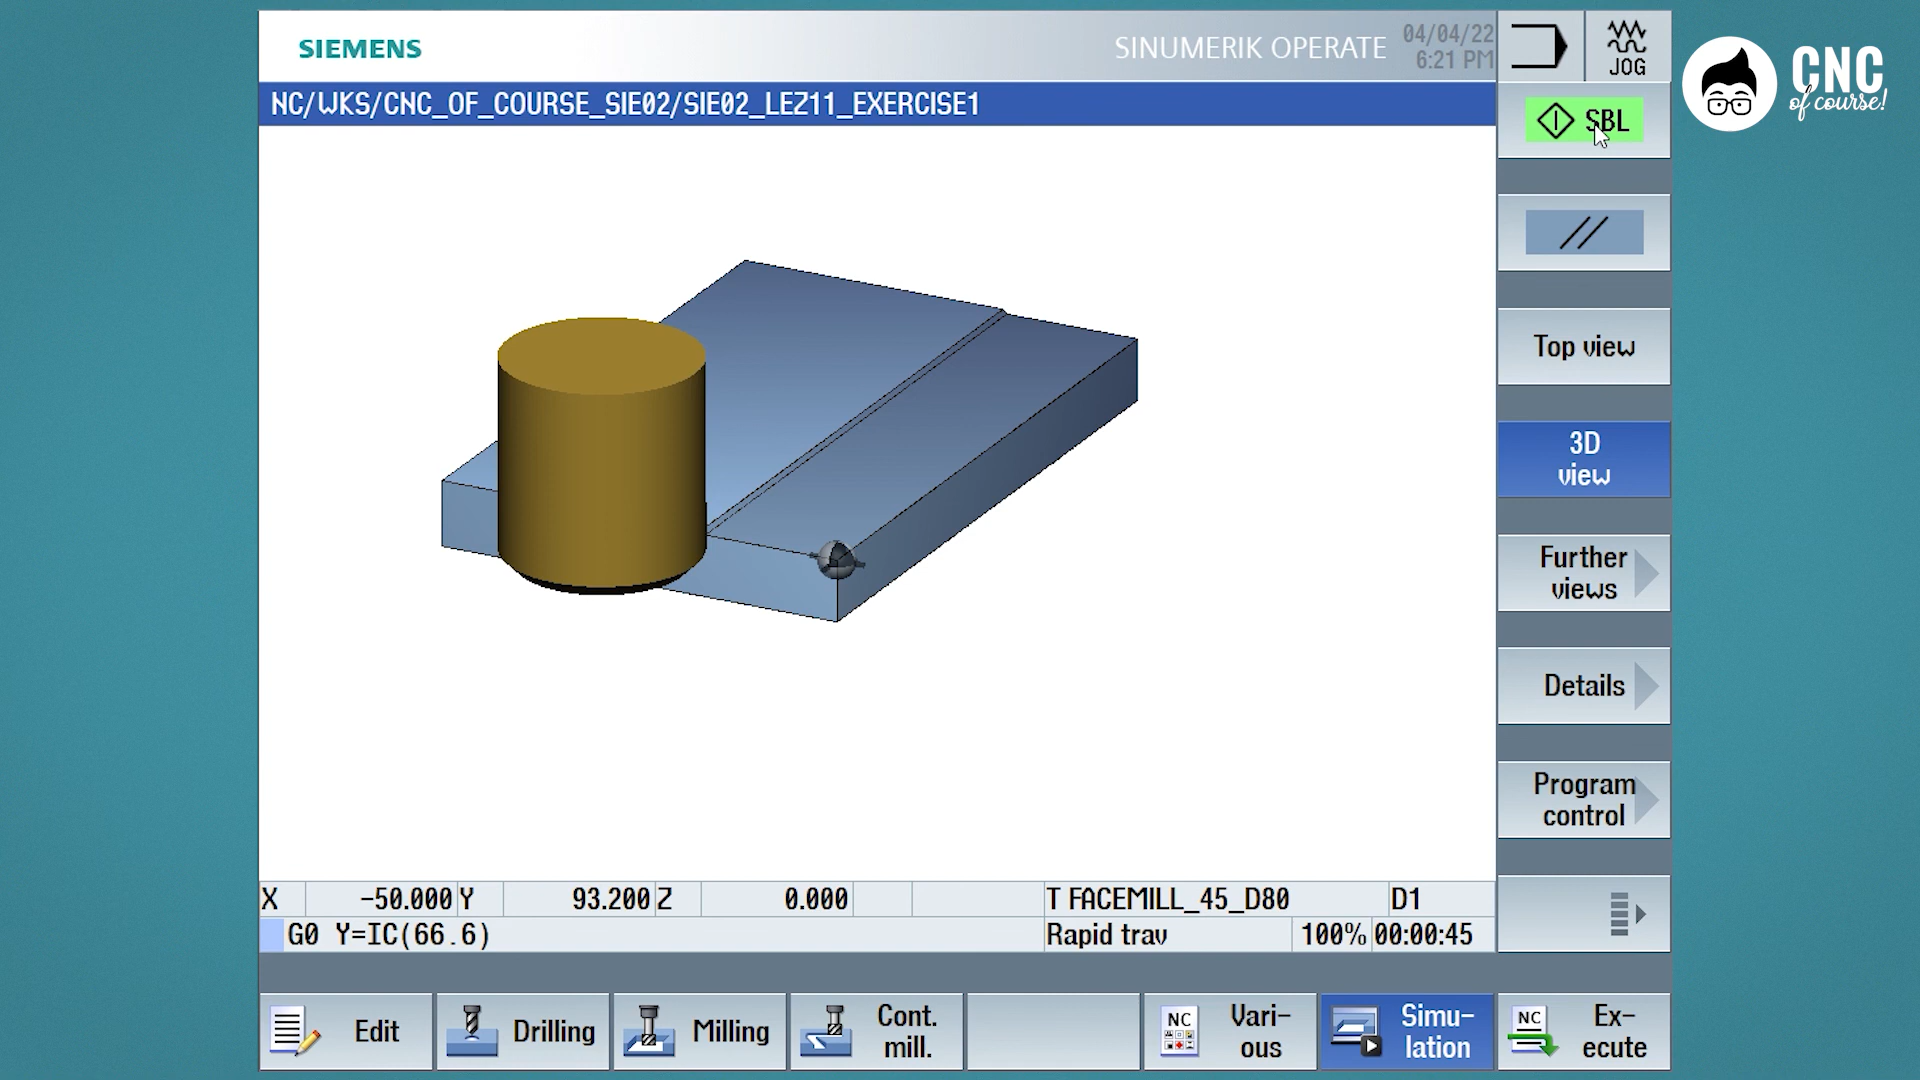 SIEMENS
SINUMERIK OPERATE
04/04/22
6:21 PM
JOG
CNC
of course!
NC/WKS/CNC_OF_COURSE_SIE02/SIE02_LEZ11_EXERCISE1
SBL
Top view
3D
view
Further
views
Details
Program
control
X -50.000 Y 93.200 Z 0.000 T FACEMILL_45_D80 D1
G0 Y=IC(66.6) Rapid trav 100% 00:00:45
Edit
Drilling
Milling
Cont.
mill.
NC
Vari-
ous
Simu-
lation
NC
Ex-
ecute